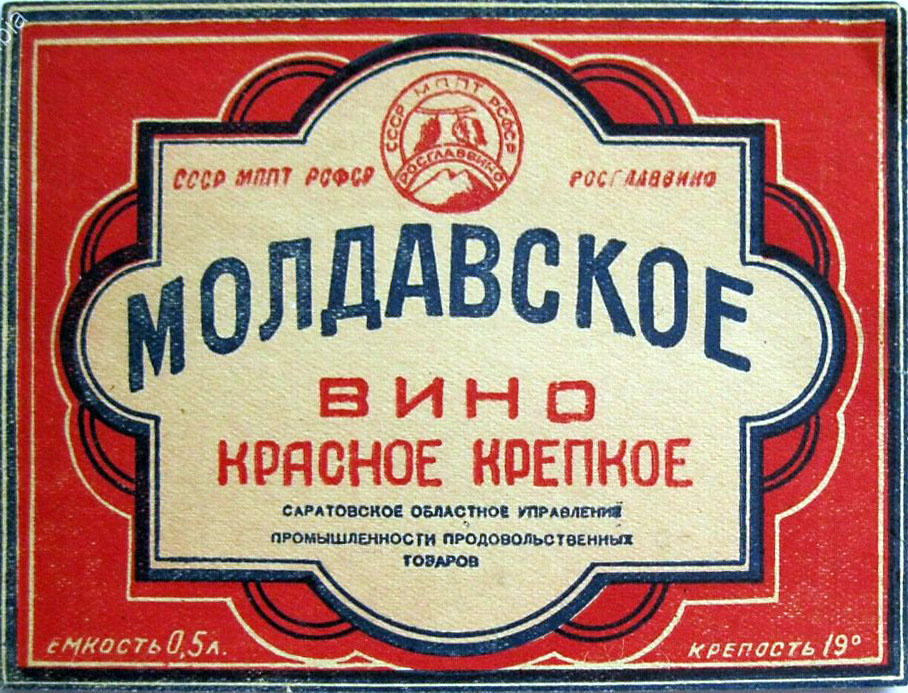 СССР МППТ РСФСР
РОСГЛАВВИНО
СССР МППТ РСФСР
РОСГЛАВВИНО
МОЛДАВСКОЕ
ВИНО
КРАСНОЕ КРЕПКОЕ
САРАТОВСКОЕ ОБЛАСТНОЕ УПРАВЛЕНИЕ
ПРОМЫШЛЕННОСТИ ПРОДОВОЛЬСТВЕННЫХ
ТОВАРОВ
ЕМКОСТЬ 0,5 Л.
КРЕПОСТЬ 19°